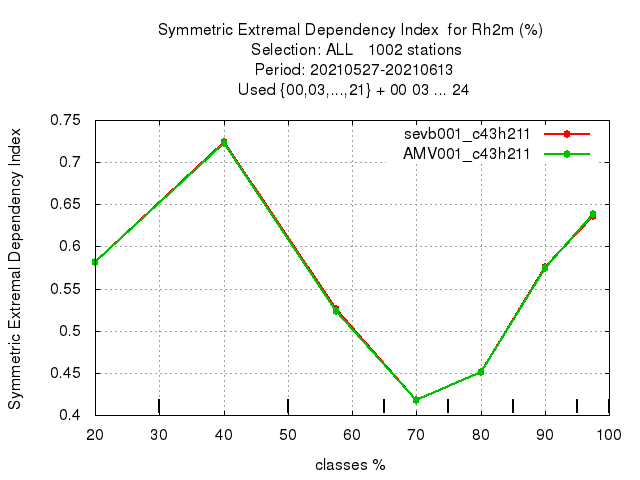 Symmetric Extremal Dependency Index  for Rh2m (%)
Selection: ALL   1002 stations
Period: 20210527-20210613
Used {00,03,...,21} + 00 03 ... 24
sevb001_c43h211
AMV001_c43h211
Symmetric Extremal Dependency Index
0.75
0.7
0.65
0.6
0.55
0.5
0.45
0.4
20 30 40 50 60 70 80 90 100
classes %